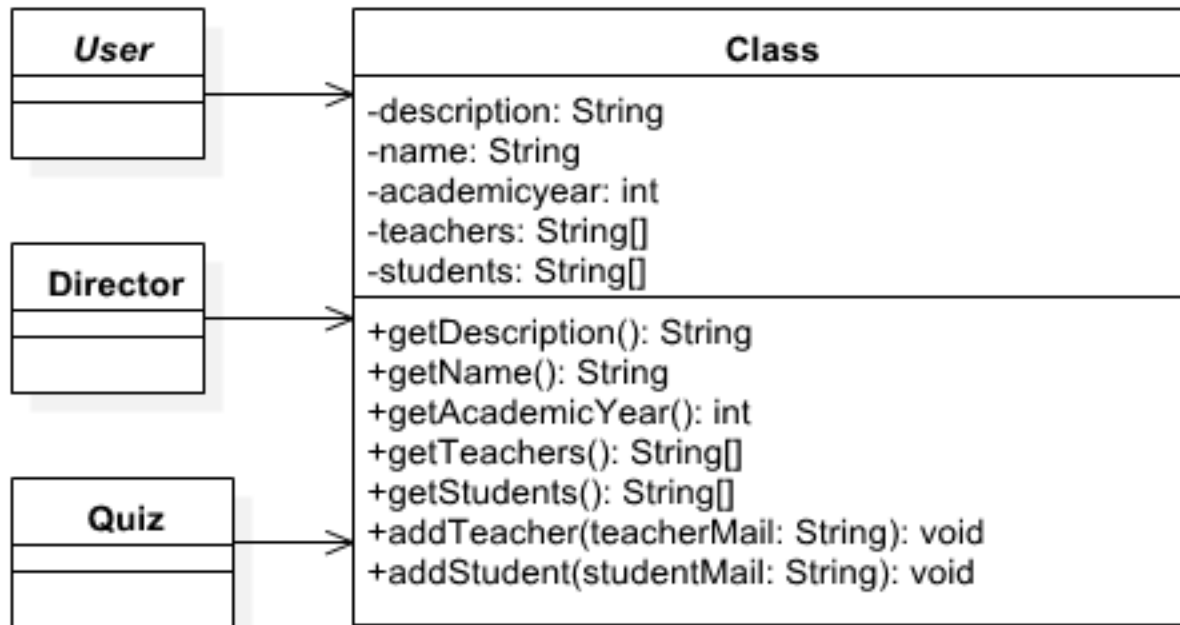 User
Director
Quiz
Class
-description: String
-name: String
-academicyear: int
-teachers: String[]
-students: String[]
+getDescription(): String
+getName(): String
+getAcademicYear(): int
+getTeachers(): String[]
+getStudents(): String[]
+addTeacher(teacherMail: String): void
+addStudent(studentMail: String): void